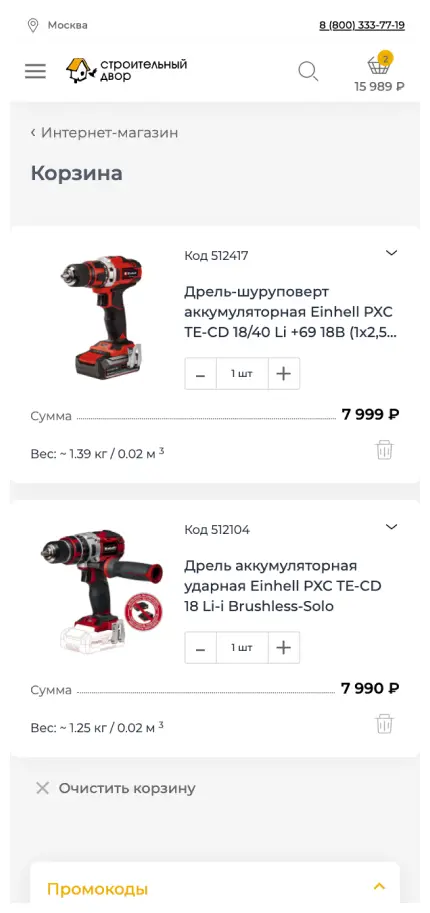 Москва
8 (800) 333-77-19
строительный
двор
2
15 989 ₽
‹ Интернет-магазин
Корзина
Код 512417
Дрель-шуруповерт
аккумуляторная Einhell PXC
TE-CD 18/40 Li +69 18В (1x2,5...
– 1 шт +
Сумма 7 999 ₽
Вес: ~ 1.39 кг / 0.02 м ³
Код 512104
Дрель аккумуляторная
ударная Einhell PXC TE-CD
18 Li-i Brushless-Solo
– 1 шт +
Сумма 7 990 ₽
Вес: ~ 1.25 кг / 0.02 м ³
Очистить корзину
Промокоды